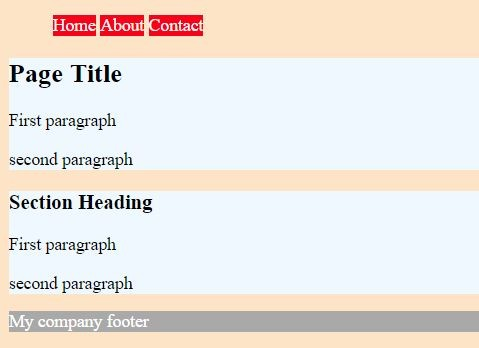 Home About Contact
Page Title
First paragraph
second paragraph
Section Heading
First paragraph
second paragraph
My company footer